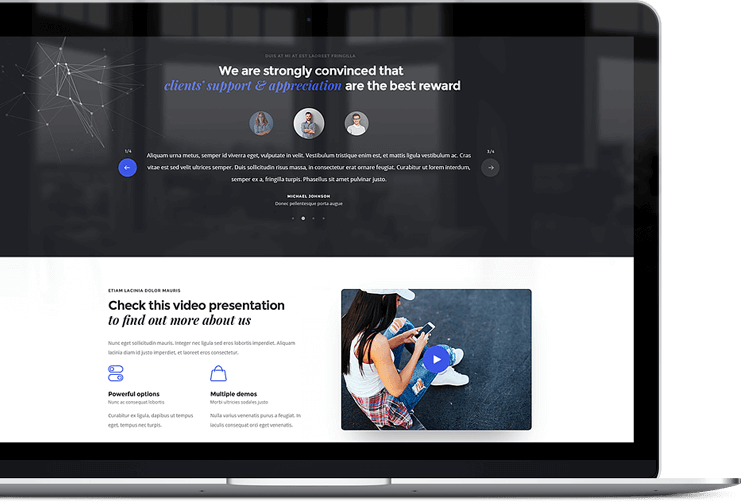 DUIS AT MI AT EST LAOREET FRINGILLA
We are strongly convinced that
clients' support & appreciation are the best reward
1/4
3/4
Aliquam urna metus, semper id viverra eget, vulputate in velit. Vestibulum tristique enim est, et mattis ligula vestibulum ac. Cras
vitae est sed velit ultrices semper. Duis sollicitudin risus massa, in consectetur erat ornare feugiat. Curabitur ut lorem interdum,
semper ex a, fringilla turpis. Phasellus sit amet pulvinar justo.
MICHAEL JOHNSON
Donec pellentesque porta augue
ETIAM LACINIA DOLOR MAURIS
Check this video presentation
to find out more about us
Nunc eget sollicitudin mauris. Integer nec ligula sed eros lobortis imperdiet. Aliquam
lacinia diam id justo imperdiet, et laoreet eros consectetur.
Powerful options
Nunc ac consequat lobortis
Curabitur ex ligula, dapibus ut tempus
eget, tempus nec turpis.
Multiple demos
Morbi ultricies sodales justo
Nulla varius venenatis purus a feugiat. In
iaculis consequat orci eget venenatis.